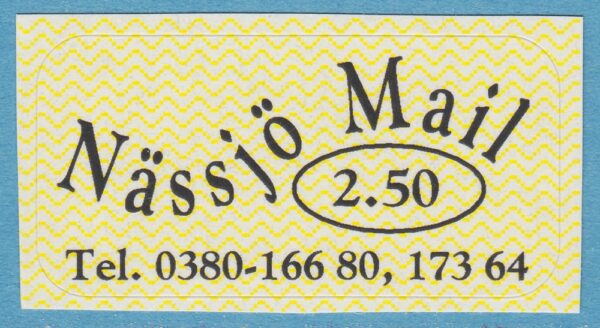 Nässjö Mail
2.50
Tel. 0380-166 80, 173 64